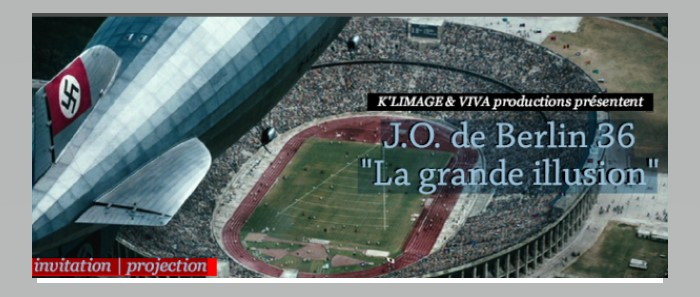 K'LIMAGE & VIVA productions présentent
J.O. de Berlin 36
"La grande illusion"
invitation | projection